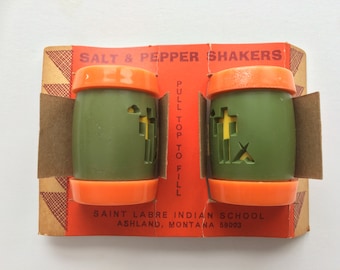 SALT & PEPPER SHAKERS
PULL TOP TO FILL
SAINT LABRE INDIAN SCHOOL
ASHLAND, MONTANA 59003